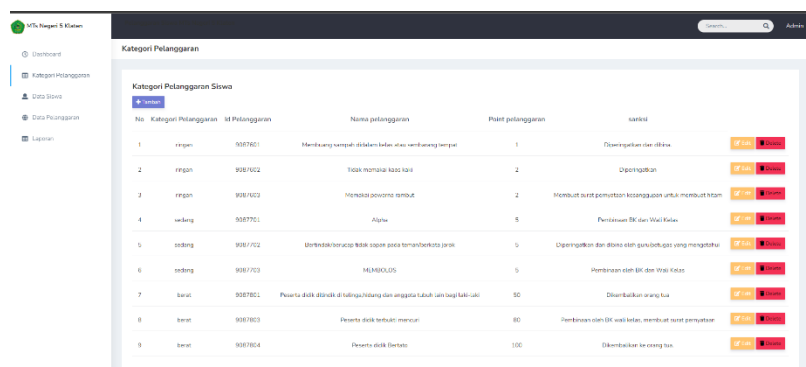 MTs Negeri 5 Klaten
Search...
Admin
Dashboard
Kategori Pelanggaran
Data Siswa
Data Pelanggaran
Laporan
Kategori Pelanggaran
Kategori Pelanggaran Siswa
+ Tambah
No Kategori Pelanggaran Id Pelanggaran Nama pelanggaran Point pelanggaran sanksi
1 ringan 9087601 Membuang sampah didalam kelas atau sembarang tempat 1 Diperingatkan dan dibina Edit Delete
2 ringan 9087602 Tidak memakai kaos kaki 2 Diperingatkan Edit Delete
3 ringan 9087603 Memakai pewarna rambut 2 Membuat surat pernyataan kesanggupan untuk membuat hitam Edit Delete
4 sedang 9087701 Alpha 5 Pembinaan BK dan Wali Kelas Edit Delete
5 sedang 9087702 Bertindak/berucap tidak sopan pada teman/berkata jorok 5 Diperingatkan dan dibina oleh guru/petugas yang mengetahui Edit Delete
6 sedang 9087703 MEMBOLOS 5 Pembinaan oleh BK dan Wali Kelas Edit Delete
7 berat 9087801 Peserta didik ditindik di telinga,hidung dan anggota tubuh lain bagi laki-laki 50 Dikembalikan orang tua Edit Delete
8 berat 9087803 Peserta didik terbukti mencuri 80 Pembinaan oleh BK wali kelas, membuat surat pernyataan Edit Delete
9 berat 9087804 Peserta didik Bertato 100 Dikembalikan ke orang tua Edit Delete